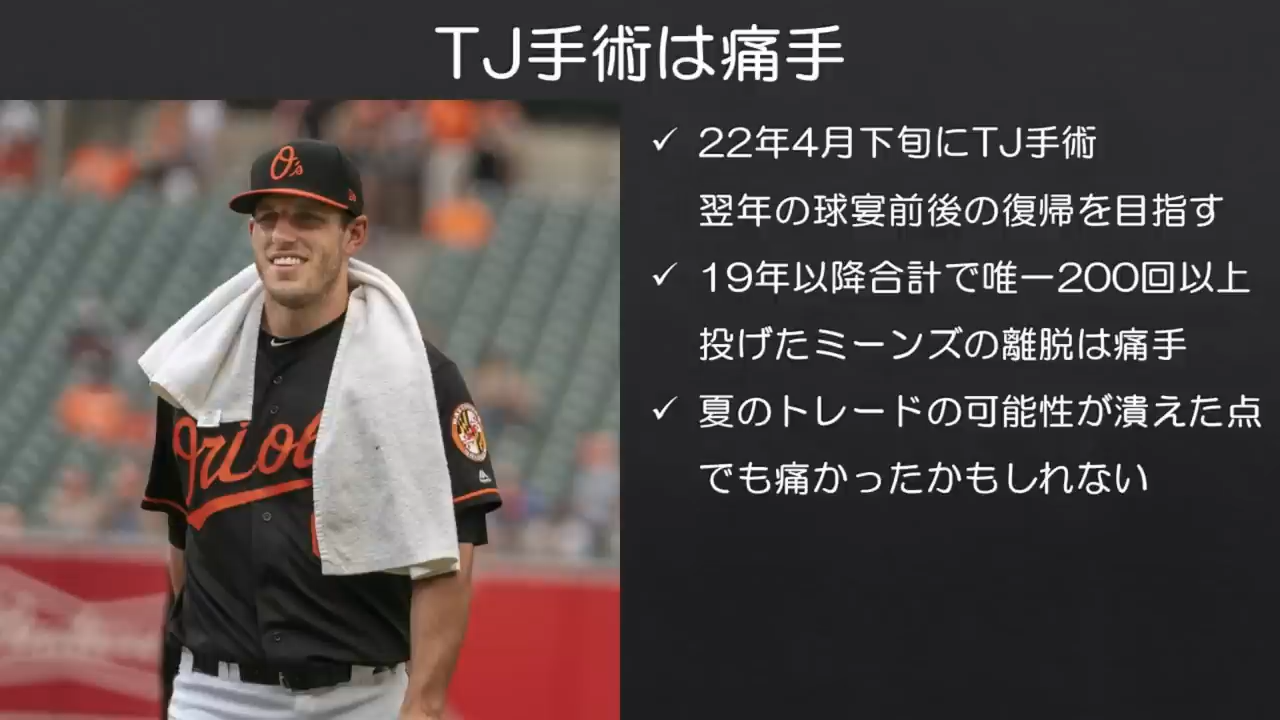 TJ手術は痛手
✓ 22年4月下旬にTJ手術
翌年の球宴前後の復帰を目指す
✓ 19年以降合計で唯一200回以上
投げたミーンズの離脱は痛手
✓ 夏のトレードの可能性が潰えた点
でも痛かったかもしれない
O's
Oriol